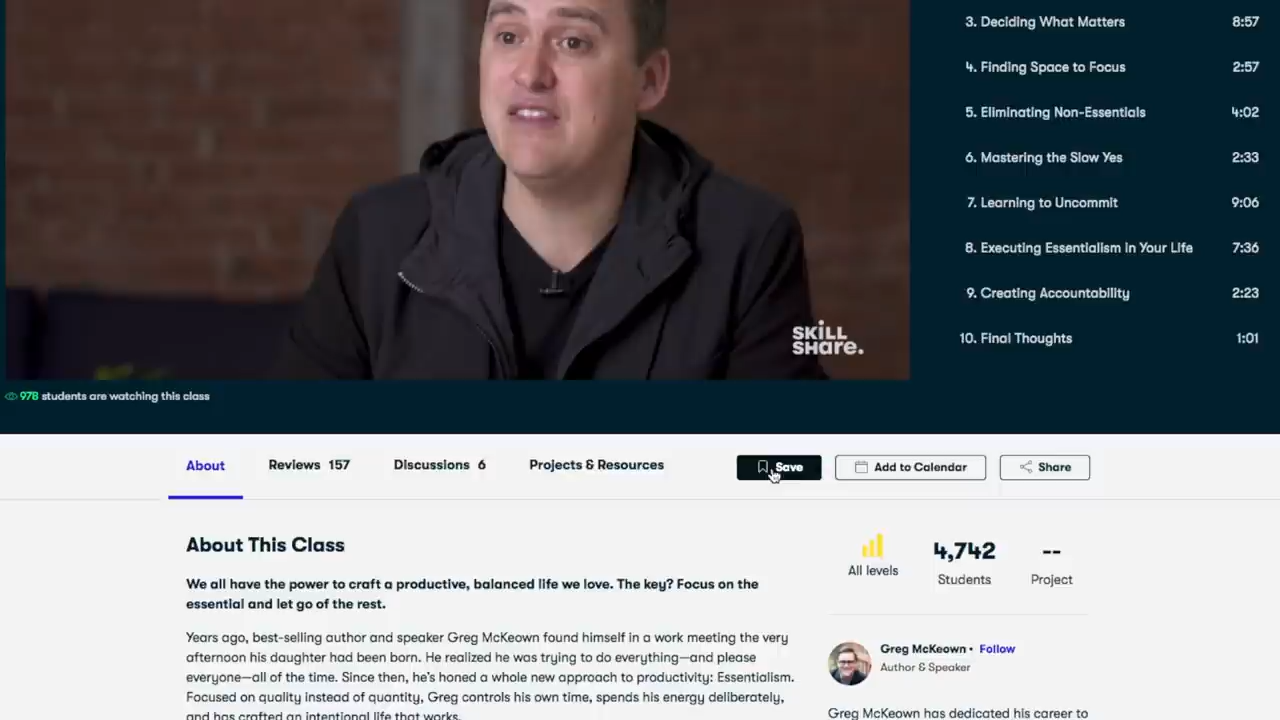 3. Deciding What Matters 8:57
4. Finding Space to Focus 2:57
5. Eliminating Non-Essentials 4:02
6. Mastering the Slow Yes 2:33
7. Learning to Uncommit 9:06
8. Executing Essentialism in Your Life 7:36
9. Creating Accountability 2:23
10. Final Thoughts 1:01
SKILL
SHare.
978 students are watching this class
About Reviews 157 Discussions 6 Projects & Resources Save Add to Calendar Share
About This Class
We all have the power to craft a productive, balanced life we love. The key? Focus on the
essential and let go of the rest.
Years ago, best-selling author and speaker Greg McKeown found himself in a work meeting the very
afternoon his daughter had been born. He realized he was trying to do everything—and please
everyone—all of the time. Since then, he's honed a whole new approach to productivity: Essentialism.
Focused on quality instead of quantity, Greg controls his own time, spends his energy deliberately,
and has crafted an intentional life that works.
All levels
4,742
Students
--
Project
Greg McKeown • Follow
Author & Speaker
Greg McKeown has dedicated his career to